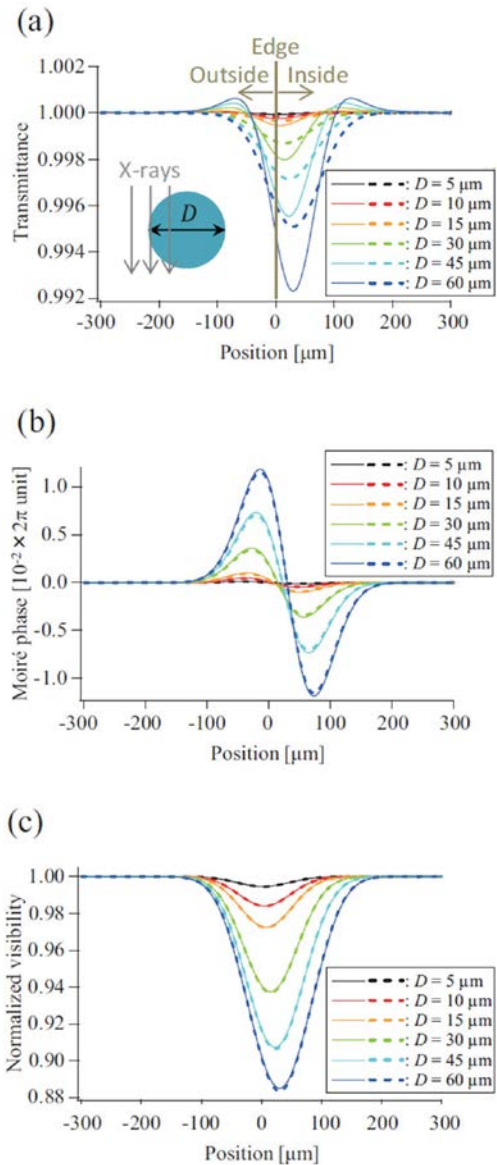 (a)
Edge
Outside Inside
1.002
1.000
0.998
0.996
0.994
0.992
Transmittance
X-rays
D
: D = 5 µm
: D = 10 µm
: D = 15 µm
: D = 30 µm
: D = 45 µm
: D = 60 µm
-300 -200 -100 0 100 200 300
Position [µm]
(b)
1.0
0.5
0.0
-0.5
-1.0
Moiré phase [10⁻² × 2π unit]
: D = 5 µm
: D = 10 µm
: D = 15 µm
: D = 30 µm
: D = 45 µm
: D = 60 µm
-300 -200 -100 0 100 200 300
Position [µm]
(c)
1.00
0.98
0.96
0.94
0.92
0.90
0.88
Normalized visibility
: D = 5 µm
: D = 10 µm
: D = 15 µm
: D = 30 µm
: D = 45 µm
: D = 60 µm
-300 -200 -100 0 100 200 300
Position [µm]